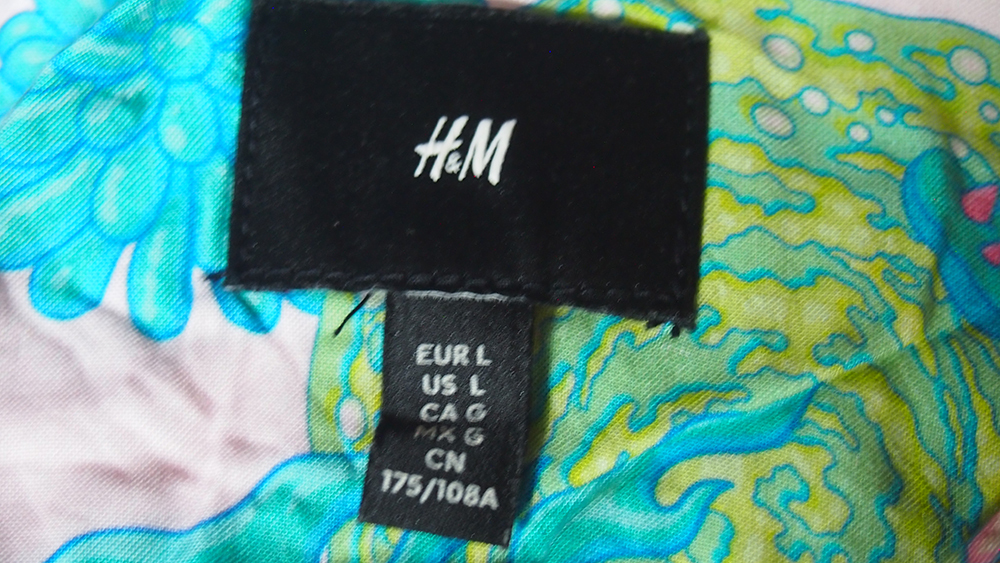 H&M
EUR L
US L
CA G
MX G
CN
175/108A